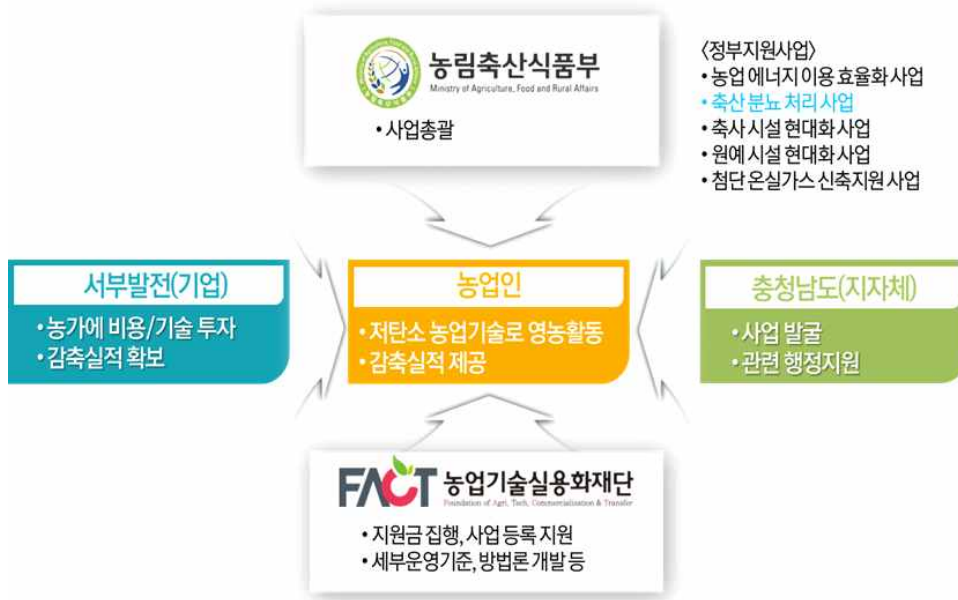 농림축산식품부
Ministry of Agriculture, Food and Rural Affairs
• 사업총괄
<정부지원사업>
• 농업 에너지 이용 효율화 사업
• 축산 분뇨 처리 사업
• 축사 시설 현대화 사업
• 원예 시설 현대화 사업
• 첨단 온실가스 신축지원 사업
서부발전(기업)
• 농가에 비용/기술 투자
• 감축실적 확보
농업인
• 저탄소 농업기술로 영농활동
• 감축실적 제공
충청남도(지자체)
• 사업 발굴
• 관련 행정지원
FACT 농업기술실용화재단
Foundation of Agri. Tech. Commercialization & Transfer
• 지원금 집행, 사업 등록 지원
• 세부운영기준, 방법론 개발 등